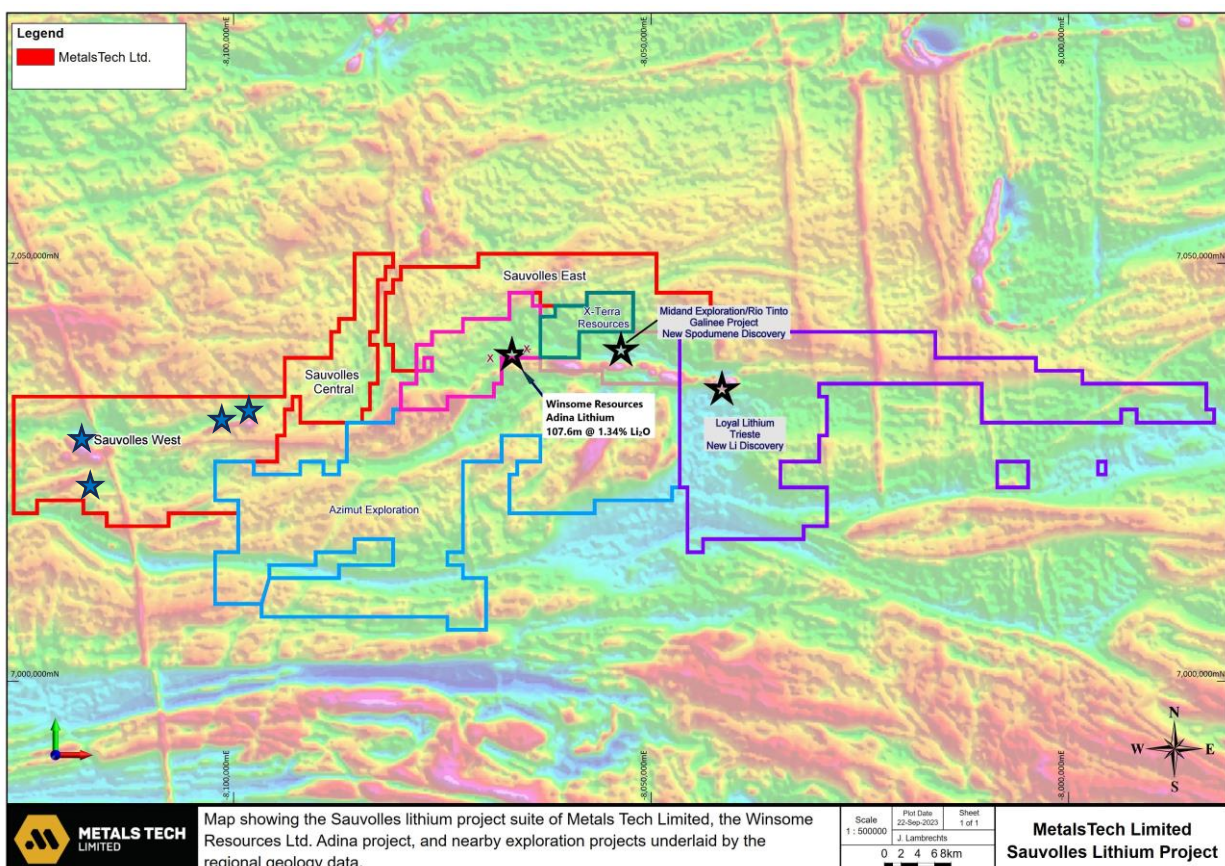 Legend
MetalsTech Ltd.
-8,100,000mE
-8,050,000mE
-8,000,000mE
7,050,000mN
7,050,000mN
Sauvolles East
X-Terra
Resources
Midand Exploration/Rio Tinto
Galinee Project
New Spodumene Discovery
X
X
Sauvolles
Central
Winsome Resources
Adina Lithium
107.6m @ 1.34% Li₂O
Loyal Lithium
Trieste
New Li Discovery
Sauvolles West
Azimut Exploration
7,000,000mN
7,000,000mN
-8,100,000mE
-8,050,000mE
-8,000,000mE
N
W E
S
METALS TECH
LIMITED
Map showing the Sauvolles lithium project suite of Metals Tech Limited, the Winsome
Resources Ltd. Adina project, and nearby exploration projects underlaid by the
regional geology data.
Scale
1 : 500000
Plot Date
22-Sep-2023
Sheet
1 of 1
J. Lambrechts
0 2 4 6 8km
MetalsTech Limited
Sauvolles Lithium Project